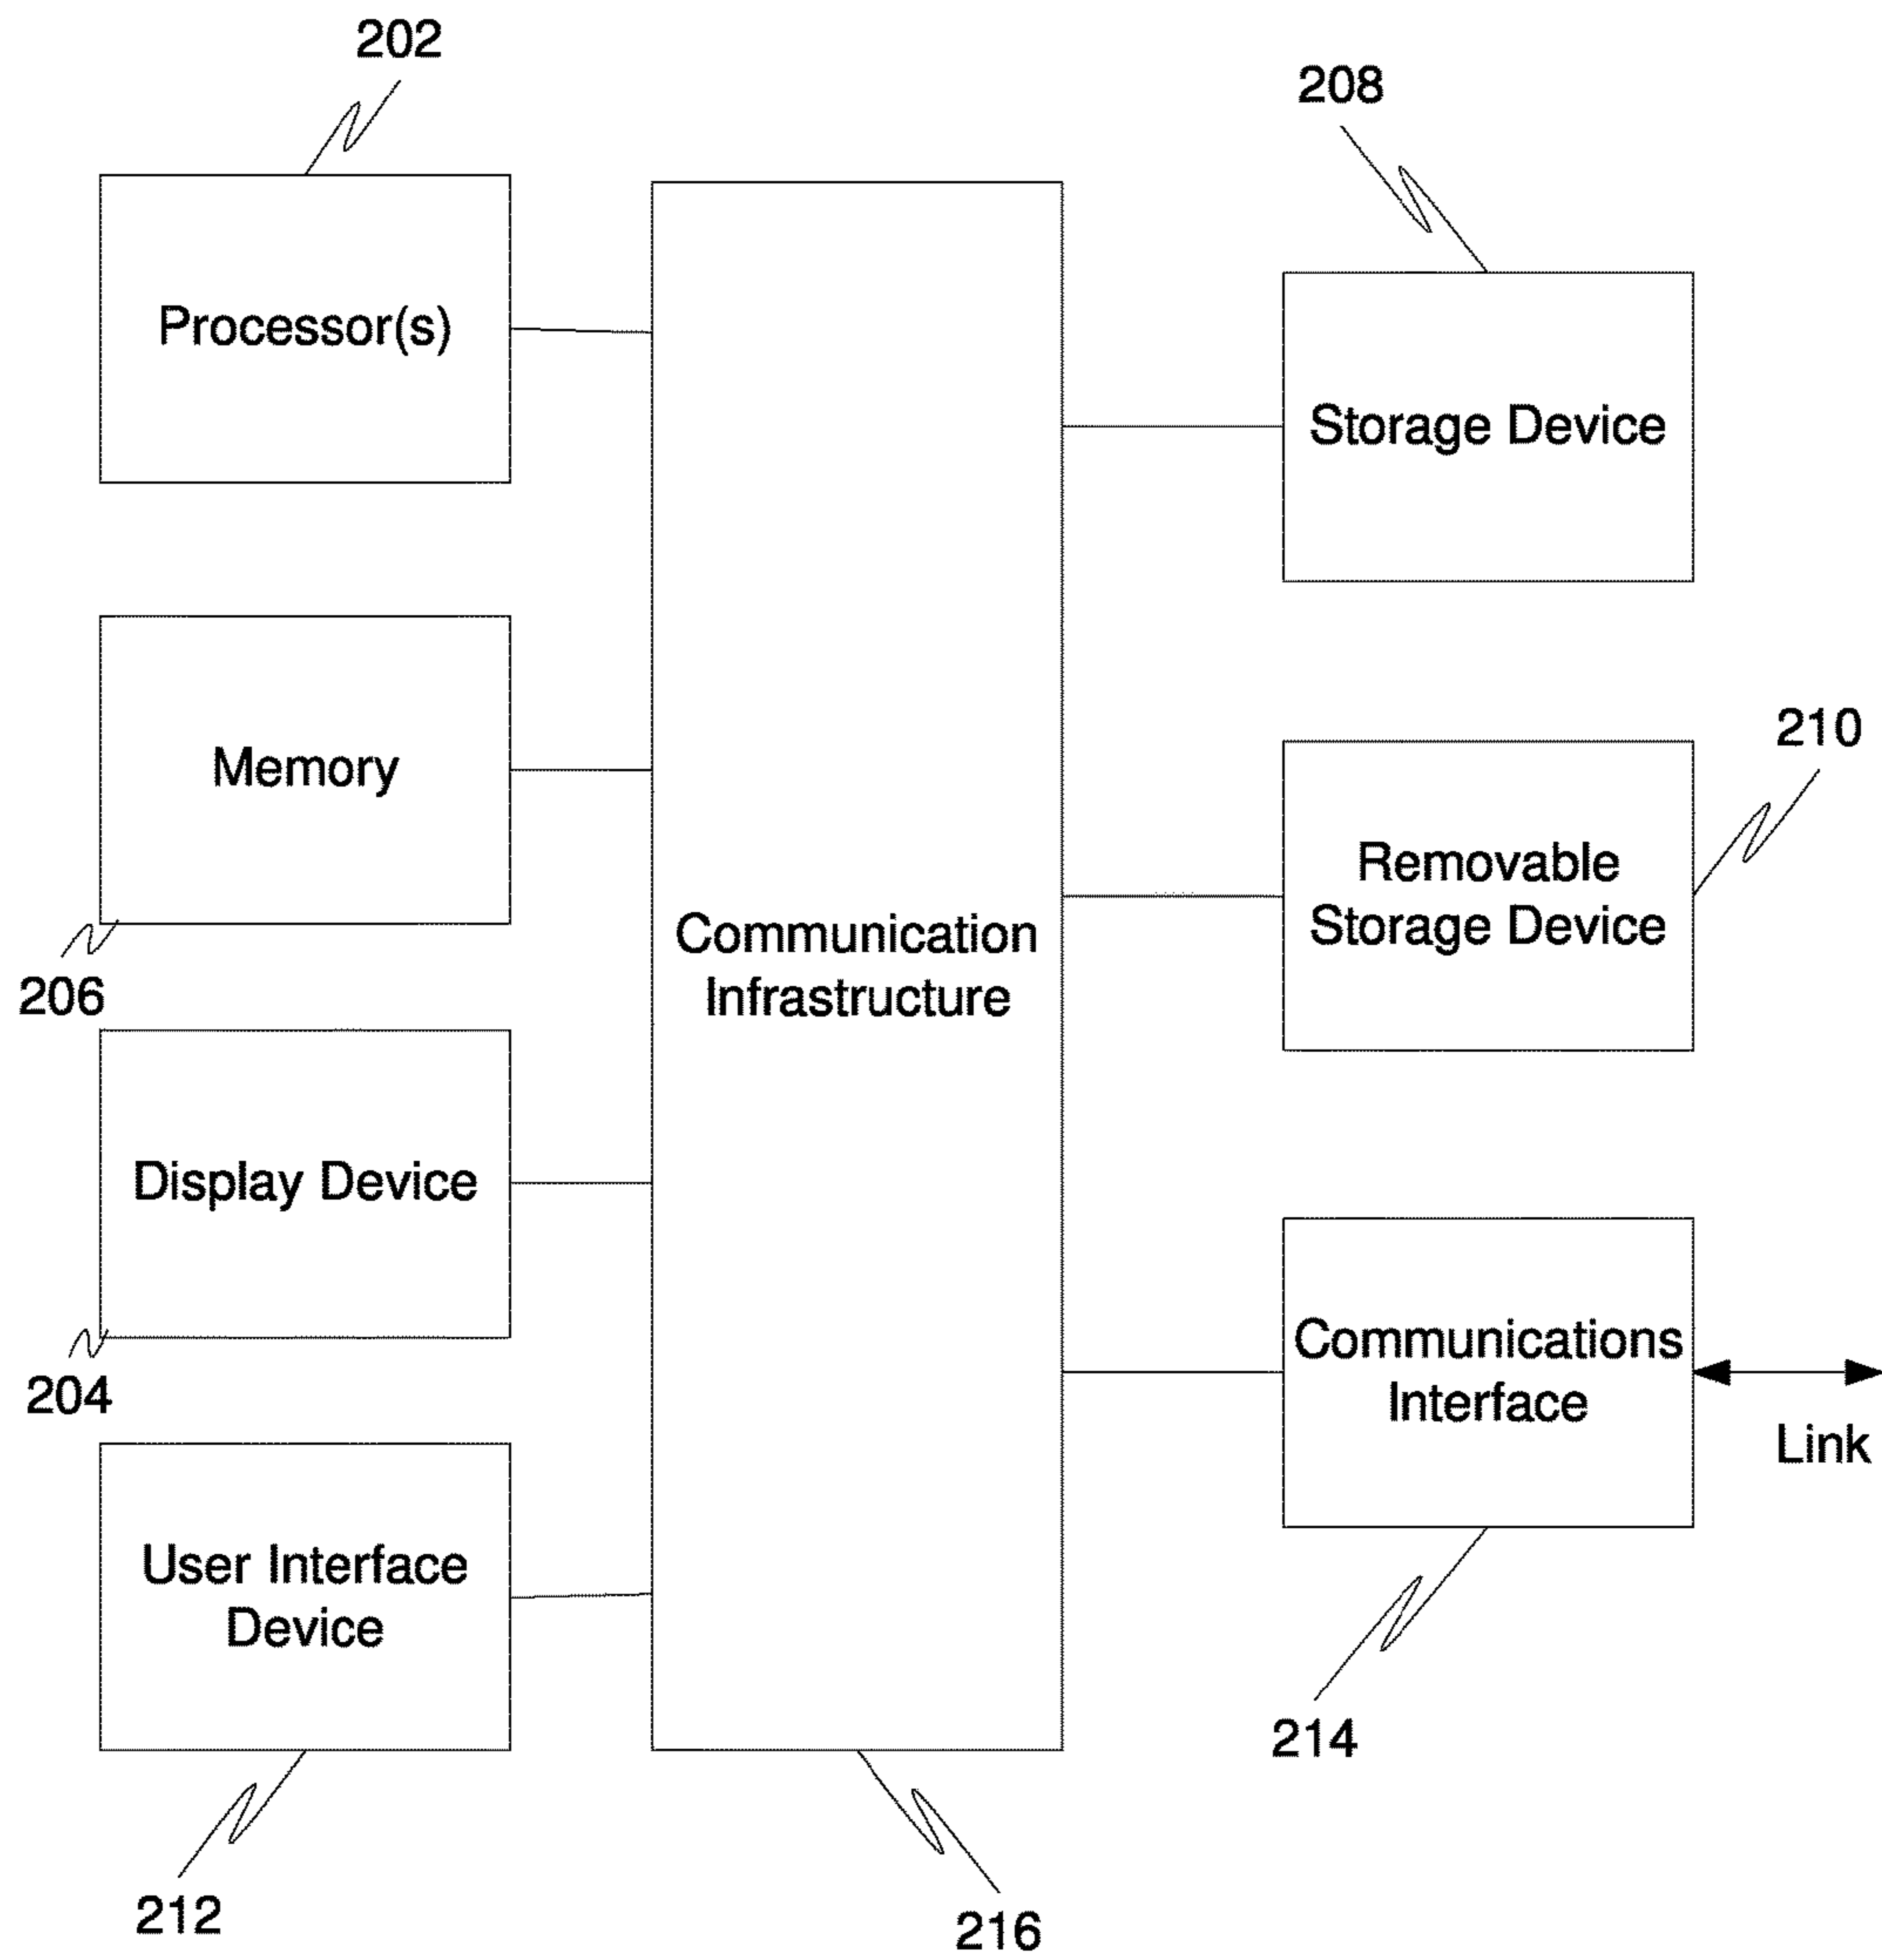 202
208
Processor(s)
Storage Device
210
Memory
Removable
Storage Device
206
Communication
Infrastructure
Display Device
Communications
Interface
Link
204
User Interface
Device
214
212
216